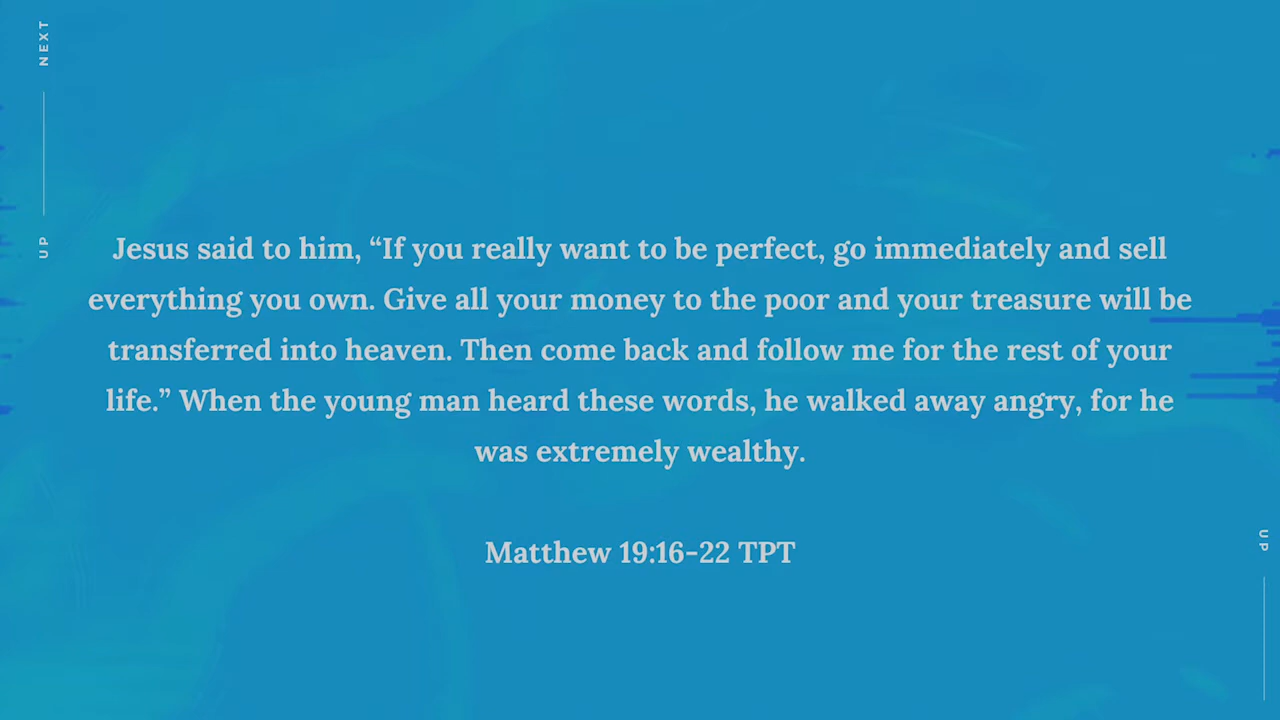 NEXT
UP
Jesus said to him, “If you really want to be perfect, go immediately and sell
everything you own. Give all your money to the poor and your treasure will be
transferred into heaven. Then come back and follow me for the rest of your
life.” When the young man heard these words, he walked away angry, for he
was extremely wealthy.
Matthew 19:16-22 TPT
UP